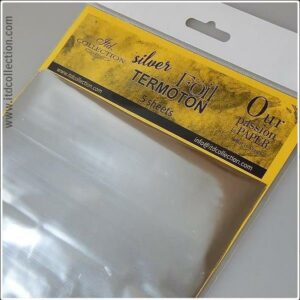 www.itdcollection.com
www.itdcollection.com
Itd
COLLECTION
silver
Foil
TERMOTON
5 sheets
Our
Passion
is
PAPER
info@itdcollection.com